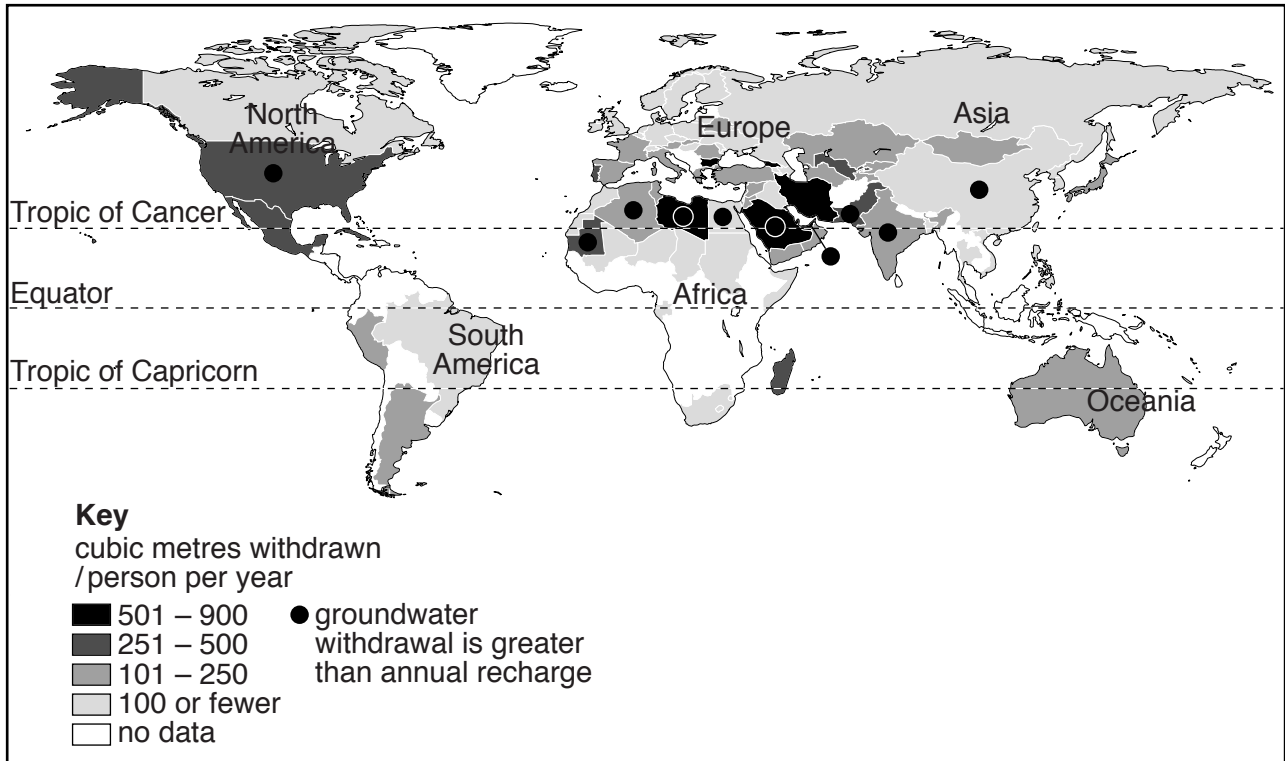 North
America
Europe
Asia
Tropic of Cancer
Equator
Africa
South
America
Tropic of Capricorn
Oceania
Key
cubic metres withdrawn
/person per year
501 – 900
251 – 500
101 – 250
100 or fewer
no data
groundwater
withdrawal is greater
than annual recharge